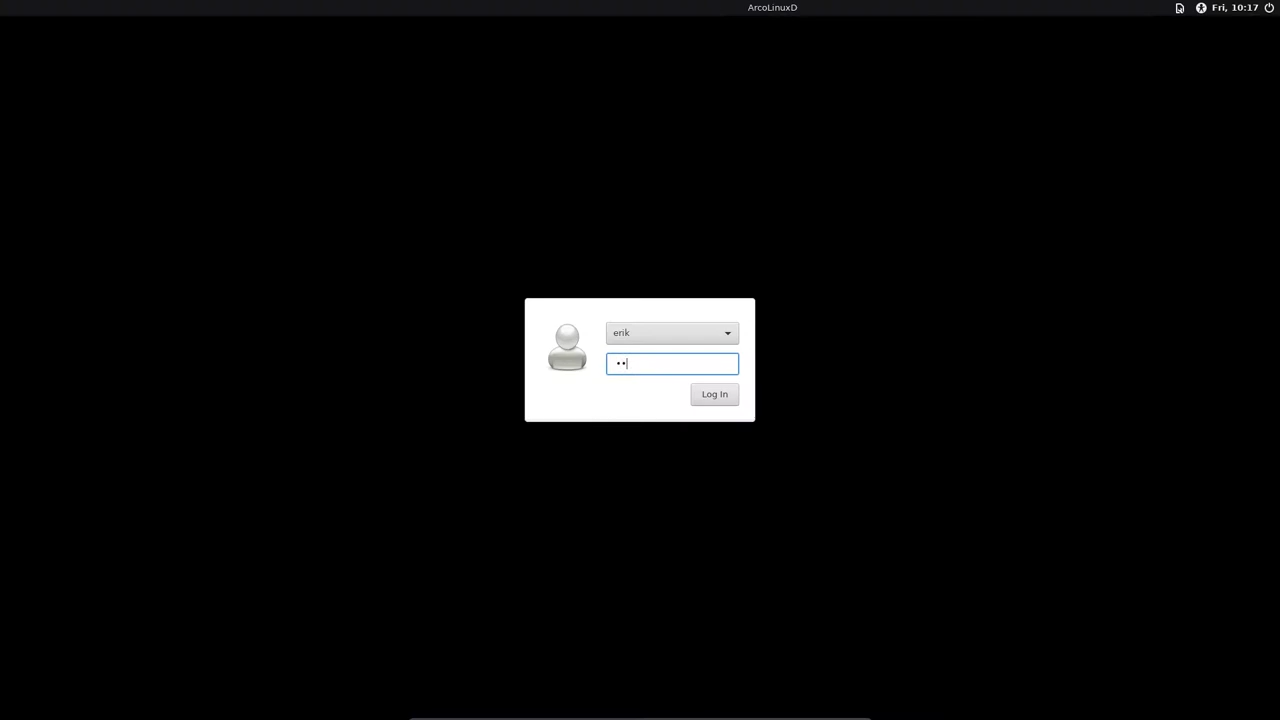 ArcoLinuxD
Fri, 10:17
erik
••
Log In